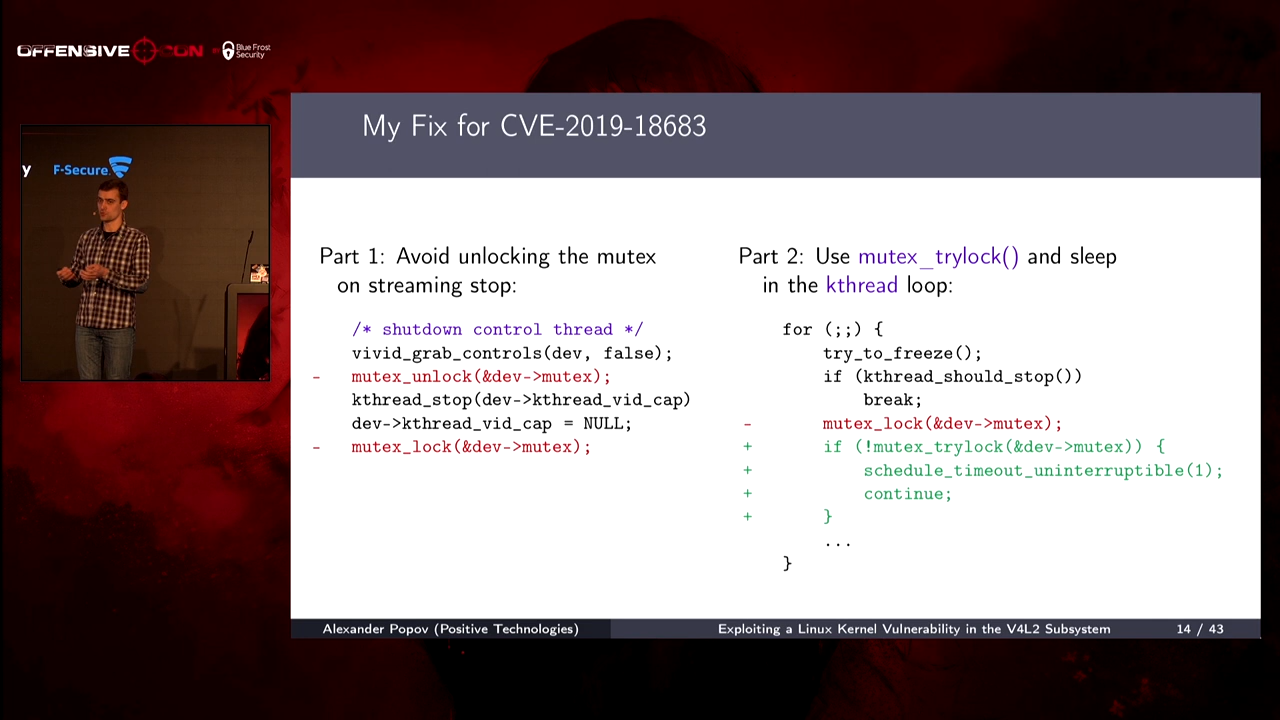 OFFENSIVE CON BY Blue Frost Security
y F-Secure
My Fix for CVE-2019-18683
Part 1: Avoid unlocking the mutex
on streaming stop:
/* shutdown control thread */
vivid_grab_controls(dev, false);
- mutex_unlock(&dev->mutex);
kthread_stop(dev->kthread_vid_cap)
dev->kthread_vid_cap = NULL;
- mutex_lock(&dev->mutex);
Part 2: Use mutex_trylock() and sleep
in the kthread loop:
for (;;) {
try_to_freeze();
if (kthread_should_stop())
break;
- mutex_lock(&dev->mutex);
+ if (!mutex_trylock(&dev->mutex)) {
+ schedule_timeout_uninterruptible(1);
+ continue;
+ }
...
}
Alexander Popov (Positive Technologies)
Exploiting a Linux Kernel Vulnerability in the V4L2 Subsystem
14 / 43